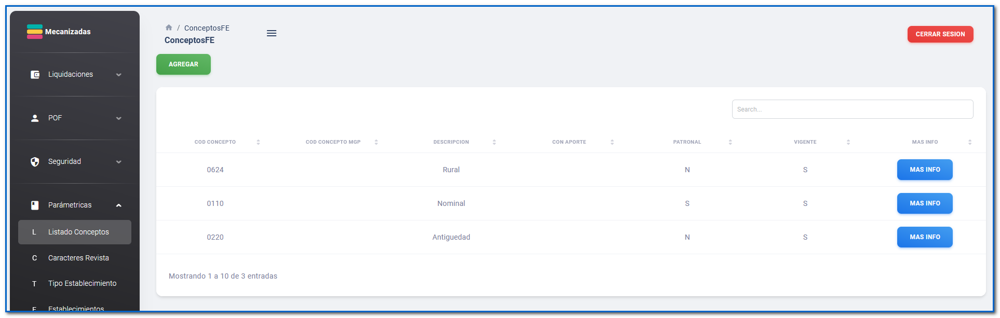 Mecanizadas
Liquidaciones
POF
Seguridad
Parámetricas
L Listado Conceptos
C Caracteres Revista
T Tipo Establecimiento
E Establecimientos
/ ConceptosFE
ConceptosFE
CERRAR SESION
AGREGAR
Search...
COD CONCEPTO COD CONCEPTO MGP DESCRIPCION CON APORTE PATRONAL VIGENTE MAS INFO
0624 Rural N S MAS INFO
0110 Nominal S S MAS INFO
0220 Antiguedad N S MAS INFO
Mostrando 1 a 10 de 3 entradas